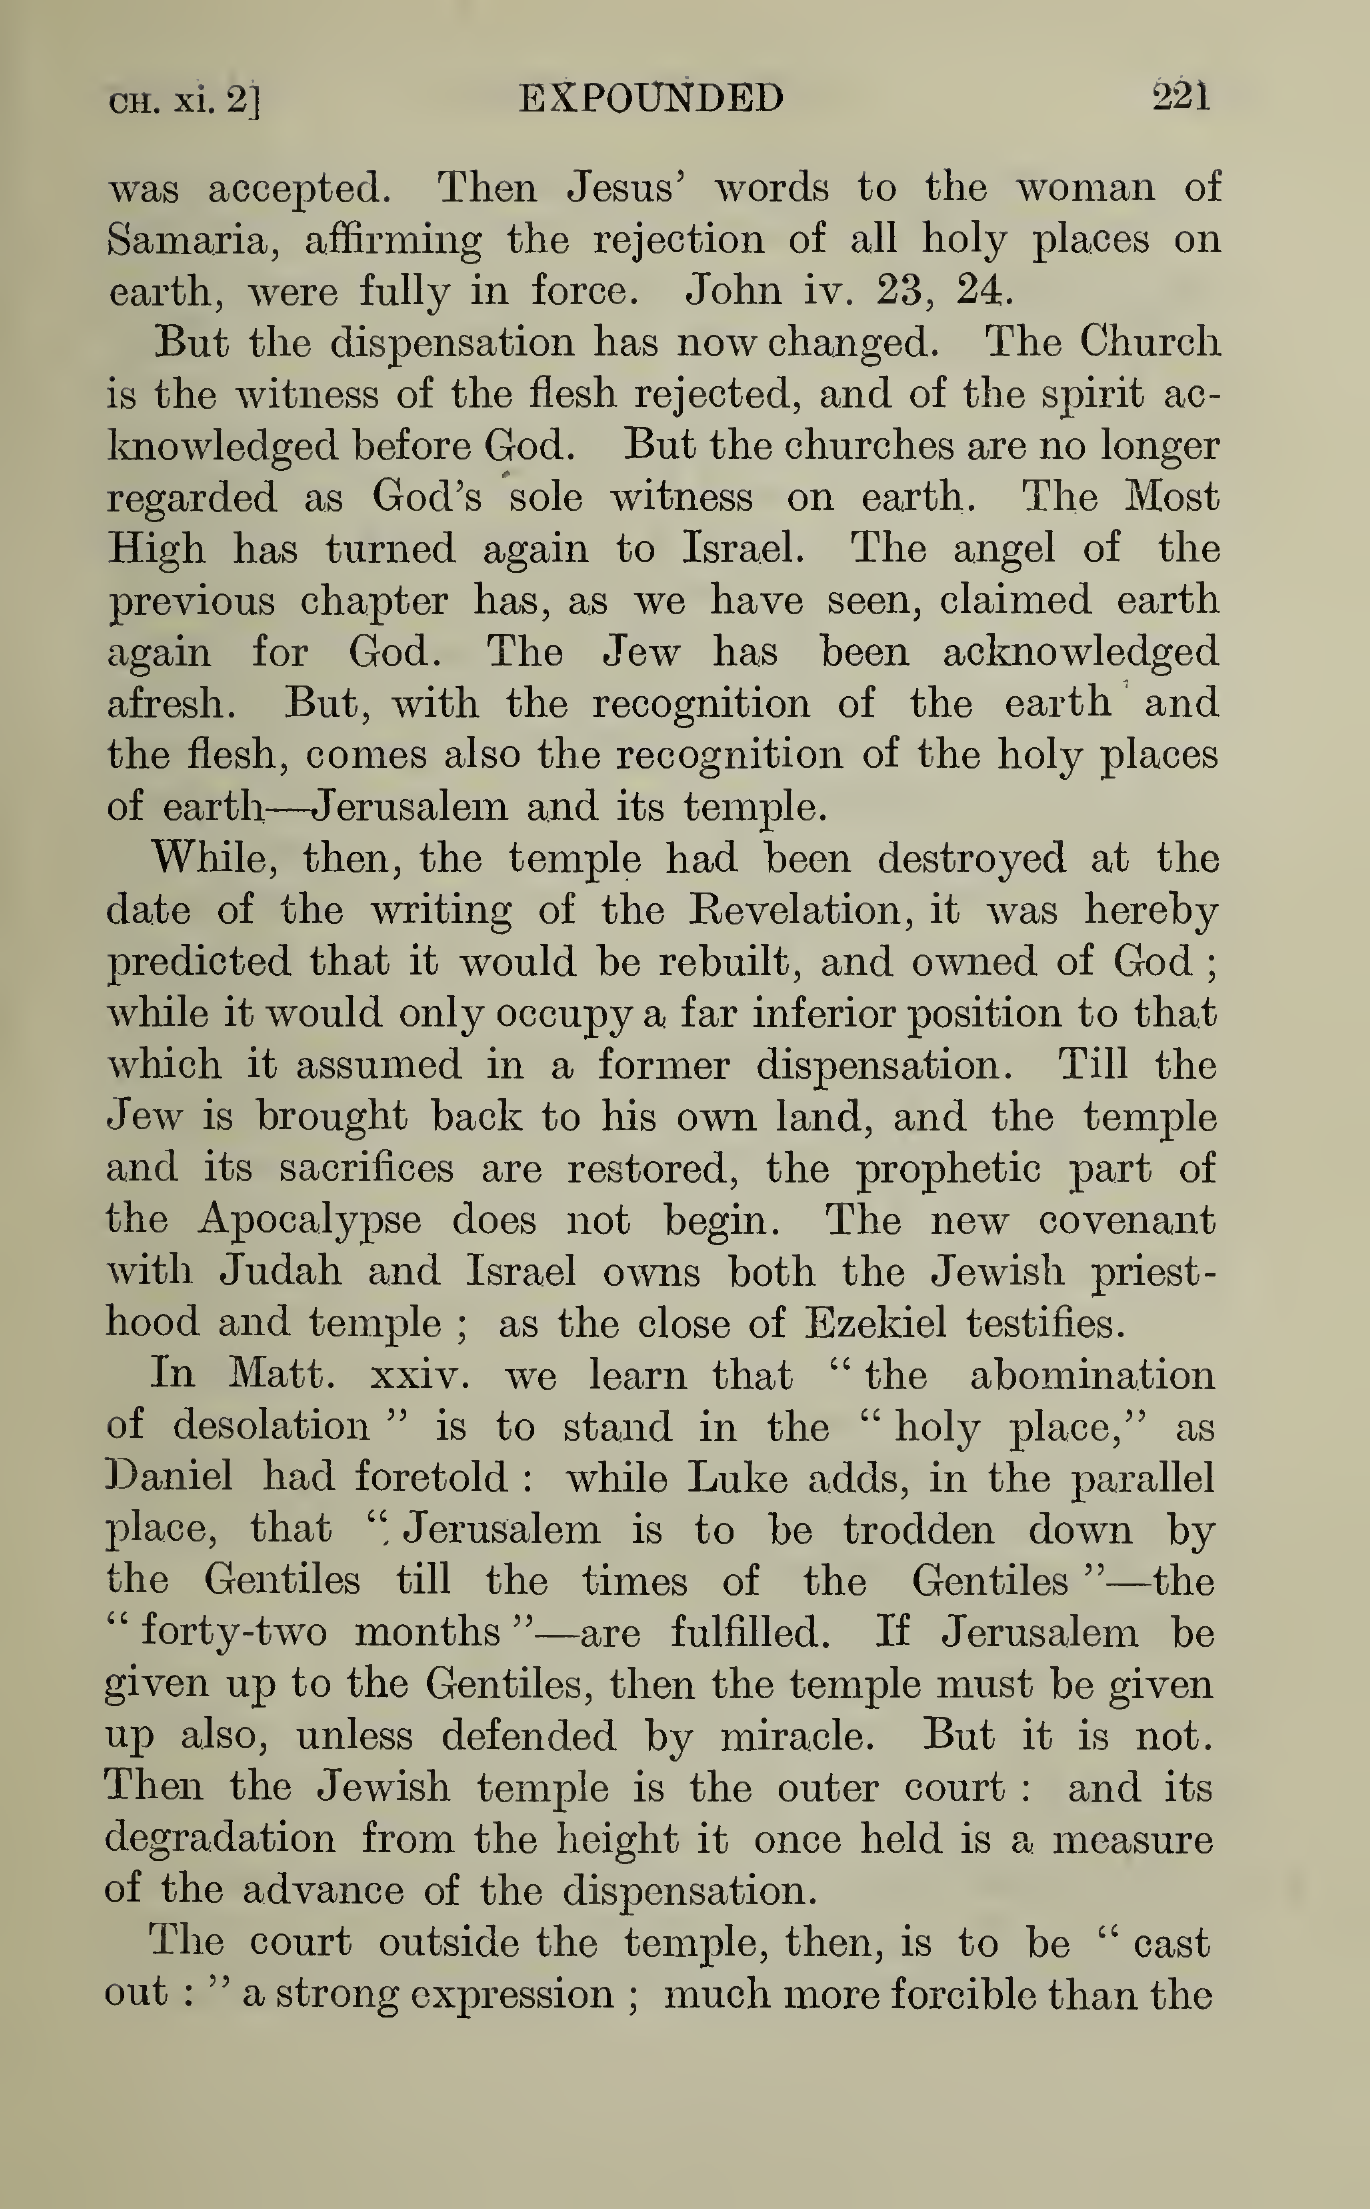 CH. xi. 2] EXPOUNDED 221
was accepted. Then Jesus’ words to the woman of
Samaria, affirming the rejection of all holy places on
earth, were fully in force. John iv. 23, 24.
But the dispensation has now changed. The Church
is the witness of the flesh rejected, and of the spirit ac-
knowledged before God. But the churches are no longer
regarded as God’s sole witness on earth. The Most
High has turned again to Israel. The angel of the
previous chapter has, as we have seen, claimed earth
again for God. The Jew has been acknowledged
afresh. But, with the recognition of the earth and
the flesh, comes also the recognition of the holy places
of earth—Jerusalem and its temple.
While, then, the temple had been destroyed at the
date of the writing of the Revelation, it was hereby
predicted that it would be rebuilt, and owned of God ;
while it would only occupy a far inferior position to that
which it assumed in a former dispensation. Till the
Jew is brought back to his own land, and the temple
and its sacrifices are restored, the prophetic part of
the Apocalypse does not begin. The new covenant
with Judah and Israel owns both the Jewish priest-
hood and temple ; as the close of Ezekiel testifies.
In Matt. xxiv. we learn that “ the abomination
of desolation ” is to stand in the “ holy place,” as
Daniel had foretold : while Luke adds, in the parallel
place, that “ Jerusalem is to be trodden down by
the Gentiles till the times of the Gentiles ”—the
“ forty-two months ”—are fulfilled. If Jerusalem be
given up to the Gentiles, then the temple must be given
up also, unless defended by miracle. But it is not.
Then the Jewish temple is the outer court : and its
degradation from the height it once held is a measure
of the advance of the dispensation.
The court outside the temple, then, is to be “ cast
out : ” a strong expression ; much more forcible than the